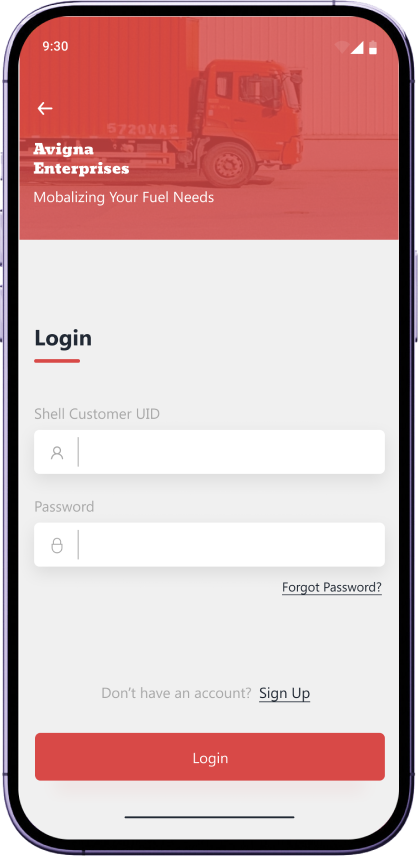 9:30
5720NAS
Avigna
Enterprises
Mobalizing Your Fuel Needs
Login
Shell Customer UID
Password
Forgot Password?
Don't have an account? Sign Up
Login